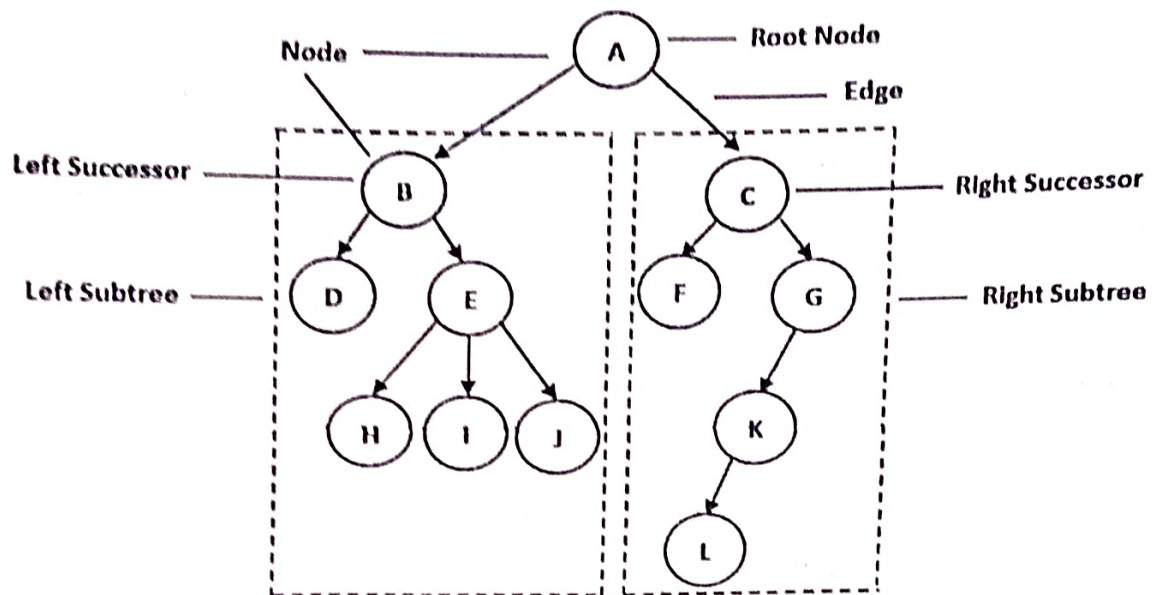 A
Root Node
Node
Edge
Left Successor
B
C
Right Successor
Left Subtree
D
E
F
G
Right Subtree
H
I
J
K
L